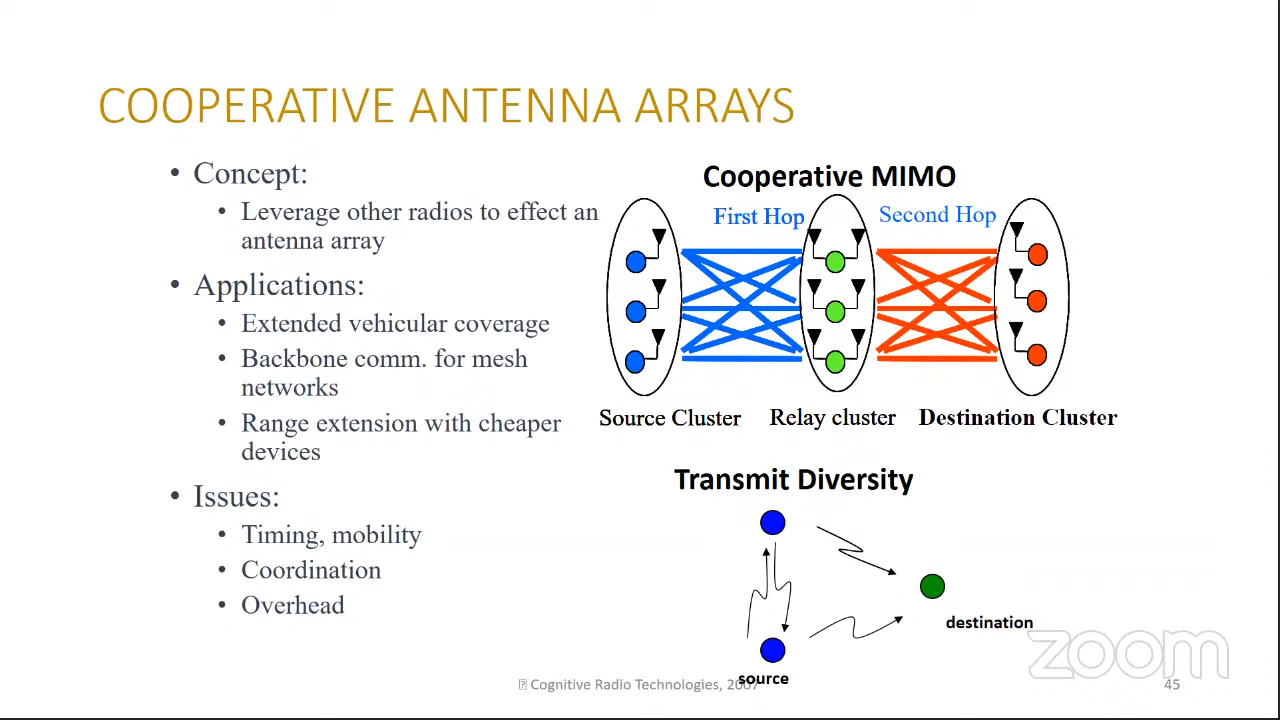 COOPERATIVE ANTENNA ARRAYS
• Concept:
• Leverage other radios to effect an
antenna array
• Applications:
• Extended vehicular coverage
• Backbone comm. for mesh
networks
• Range extension with cheaper
devices
• Issues:
• Timing, mobility
• Coordination
• Overhead
Cooperative MIMO
First Hop
Second Hop
Source Cluster
Relay cluster
Destination Cluster
Transmit Diversity
destination
source
Cognitive Radio Technologies, 2007
45
zoom